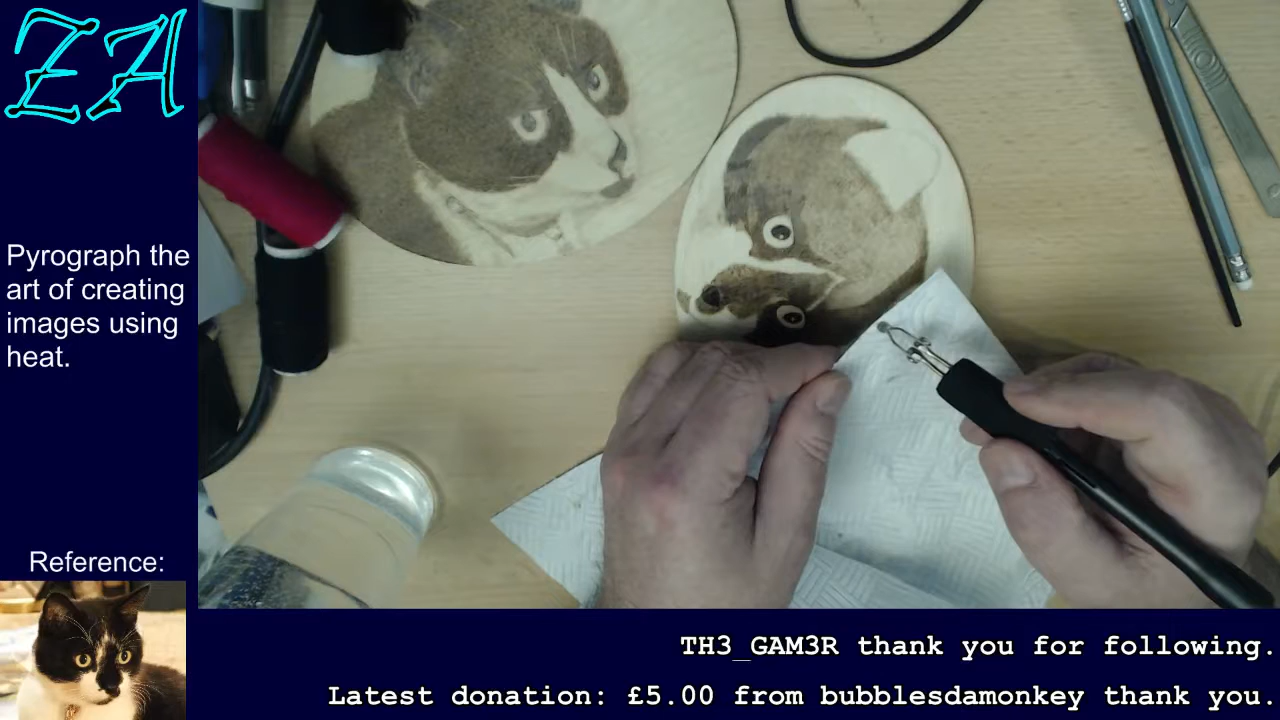 ZA
Pyrograph the
art of creating
images using
heat.
Reference:
TH3_GAM3R thank you for following.
Latest donation: £5.00 from bubblesdamonkey thank you.